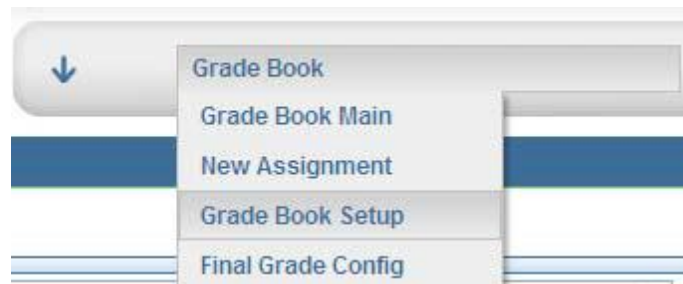 Grade Book
Grade Book Main
New Assignment
Grade Book Setup
Final Grade Config